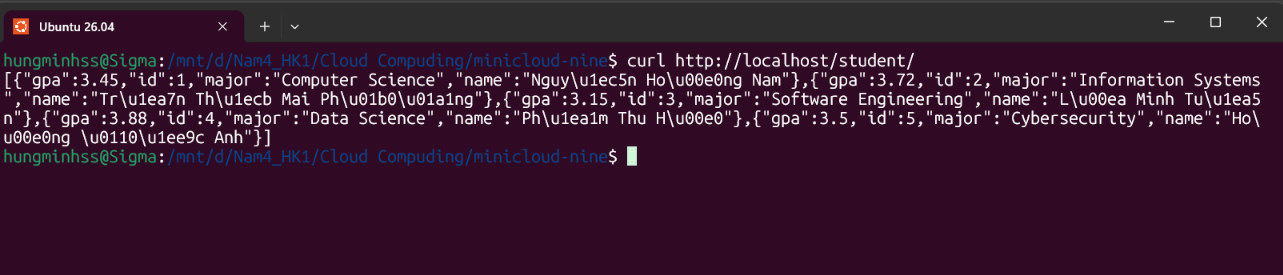 Ubuntu 26.04
hungminhss@Sigma:/mnt/d/Nam4_HK1/Cloud Compuding/minicloud-nine$ curl http://localhost/student/
[{"gpa":3.45,"id":1,"major":"Computer Science","name":"Nguy\u1ec5n Ho\u00e0ng Nam"},{"gpa":3.72,"id":2,"major":"Information Systems
","name":"Tr\u1ea7n Th\u1ecb Mai Ph\u01b0\u01a1ng"},{"gpa":3.15,"id":3,"major":"Software Engineering","name":"L\u00ea Minh Tu\u1ea5
n"},{"gpa":3.88,"id":4,"major":"Data Science","name":"Ph\u1ea1m Thu H\u00e0"},{"gpa":3.5,"id":5,"major":"Cybersecurity","name":"Ho\
u00e0ng \u0110\u1ee9c Anh"}]
hungminhss@Sigma:/mnt/d/Nam4_HK1/Cloud Compuding/minicloud-nine$